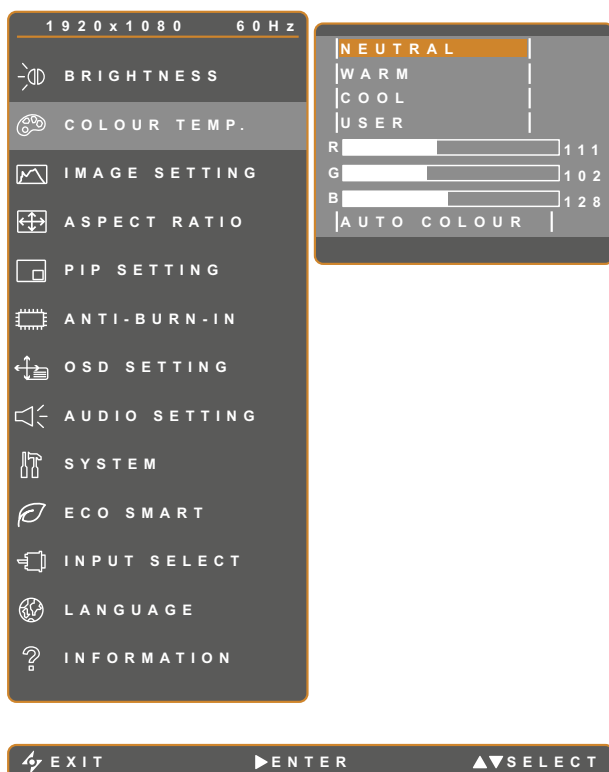 1920x1080 60Hz
BRIGHTNESS
COLOUR TEMP.
IMAGE SETTING
ASPECT RATIO
PIP SETTING
ANTI-BURN-IN
OSD SETTING
AUDIO SETTING
SYSTEM
ECO SMART
INPUT SELECT
LANGUAGE
INFORMATION
NEUTRAL
WARM
COOL
USER
R 111
G 102
B 128
AUTO COLOUR
EXIT ENTER SELECT